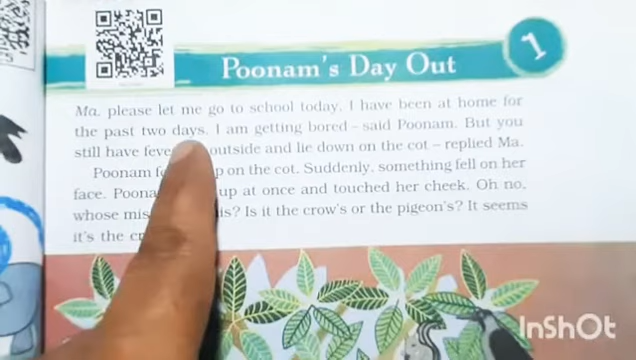 1
Poonam's Day Out
Ma, please let me go to school today. I have been at home for
the past two days. I am getting bored – said Poonam. But you
still have outside and lie down on the cot – replied Ma.
Poonam on the cot. Suddenly, something fell on her
face. up at once and touched her cheek. Oh no,
whose Is it the crow's or the pigeon's? It seems
it's the
InShOt